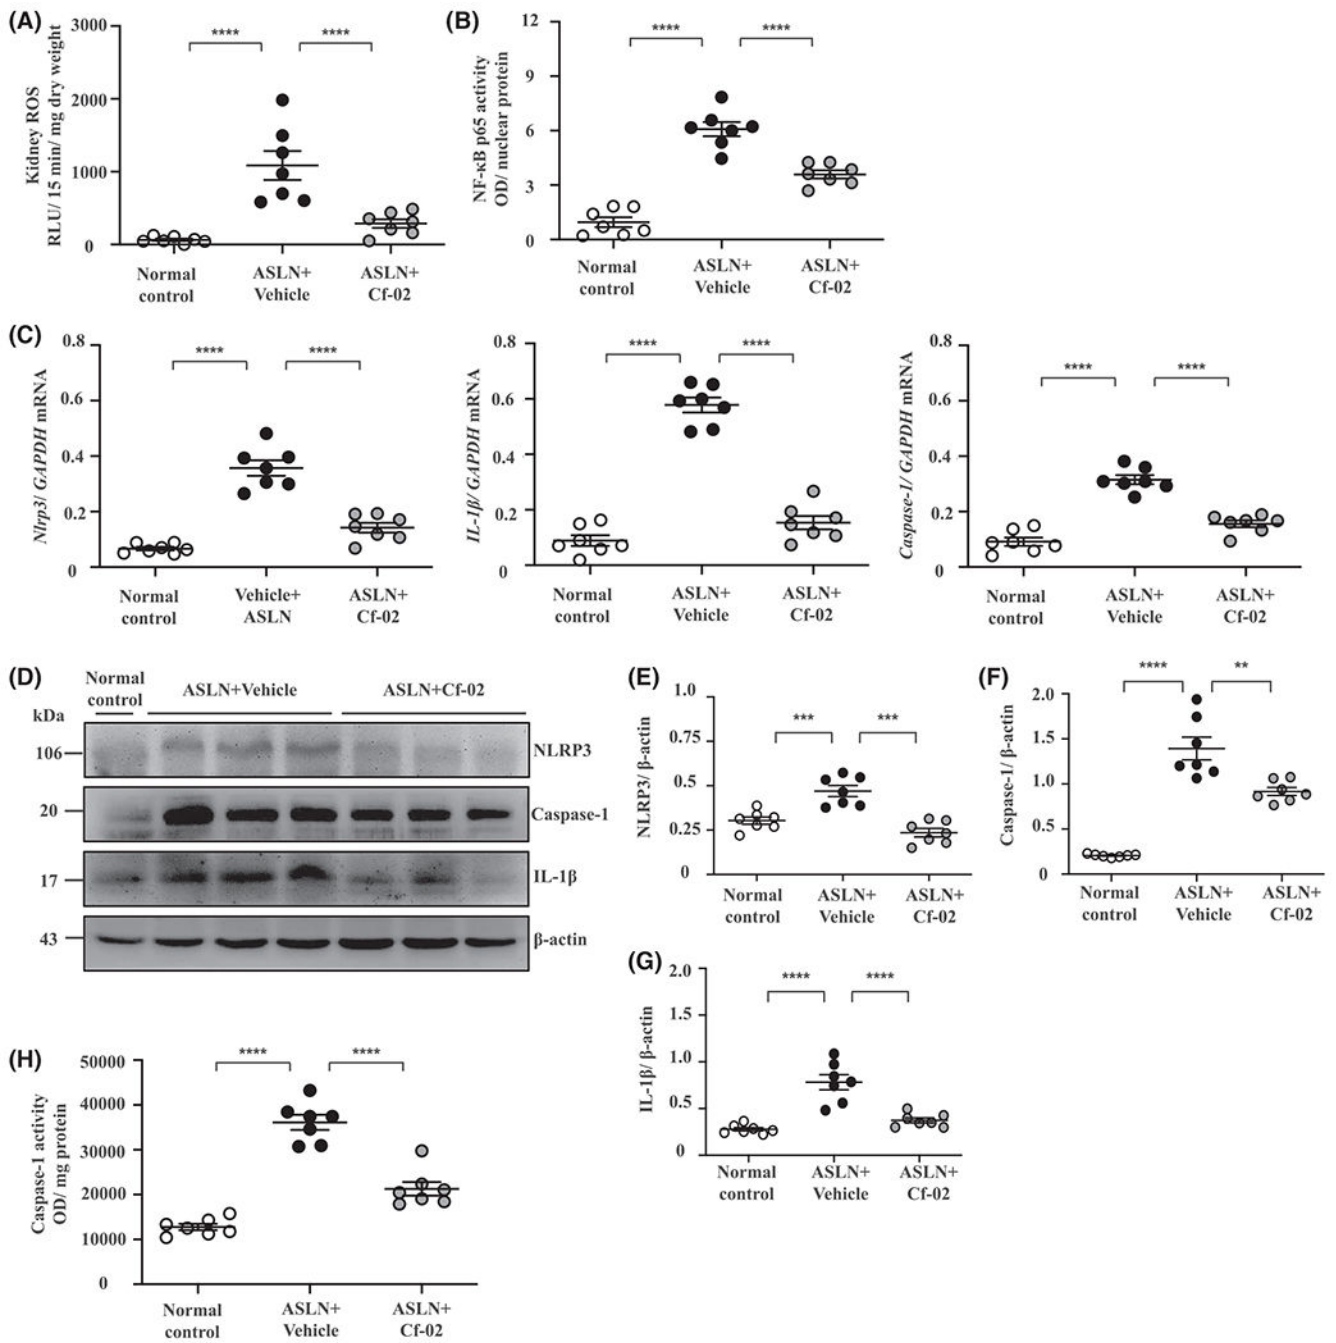 (A)
Kidney ROS
RLU/ 15 min/ mg dry weight
3000
2000
1000
0
****
****
Normal control
ASLN+ Vehicle
ASLN+ Cf-02
(B)
NF-κB p65 activity
OD/ nuclear protein
12
9
6
3
0
****
****
Normal control
ASLN+ Vehicle
ASLN+ Cf-02
(C)
Nlrp3/ GAPDH mRNA
0.8
0.6
0.4
0.2
0
****
****
Normal control
Vehicle+ ASLN
ASLN+ Cf-02
IL-1β/ GAPDH mRNA
0.8
0.6
0.4
0.2
0
****
****
Normal control
ASLN+ Vehicle
ASLN+ Cf-02
Caspase-1/ GAPDH mRNA
0.8
0.6
0.4
0.2
0
****
****
Normal control
ASLN+ Vehicle
ASLN+ Cf-02
(D)
Normal control
ASLN+Vehicle
ASLN+Cf-02
kDa
106
NLRP3
20
Caspase-1
17
IL-1β
43
β-actin
(E)
NLRP3/ β-actin
1.0
0.75
0.5
0.25
0
***
***
Normal control
ASLN+ Vehicle
ASLN+ Cf-02
(F)
Caspase-1/ β-actin
2.0
1.5
1.0
0.5
0
****
**
Normal control
ASLN+ Vehicle
ASLN+ Cf-02
(G)
IL-1β/ β-actin
2.0
1.5
1.0
0.5
0
****
****
Normal control
ASLN+ Vehicle
ASLN+ Cf-02
(H)
Caspase-1 activity
OD/ mg protein
50000
40000
30000
20000
10000
0
****
****
Normal control
ASLN+ Vehicle
ASLN+ Cf-02